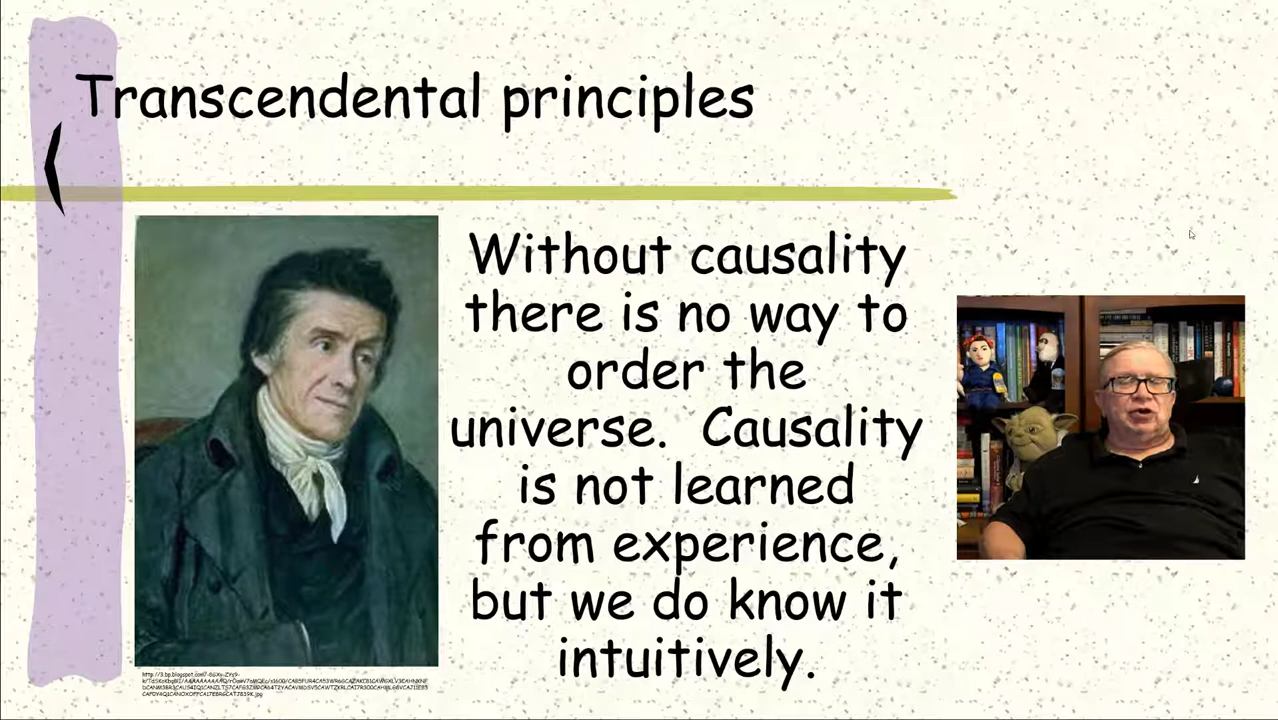 Transcendental principles
Without causality
there is no way to
order the
universe. Causality
is not learned
from experience,
but we do know it
intuitively.